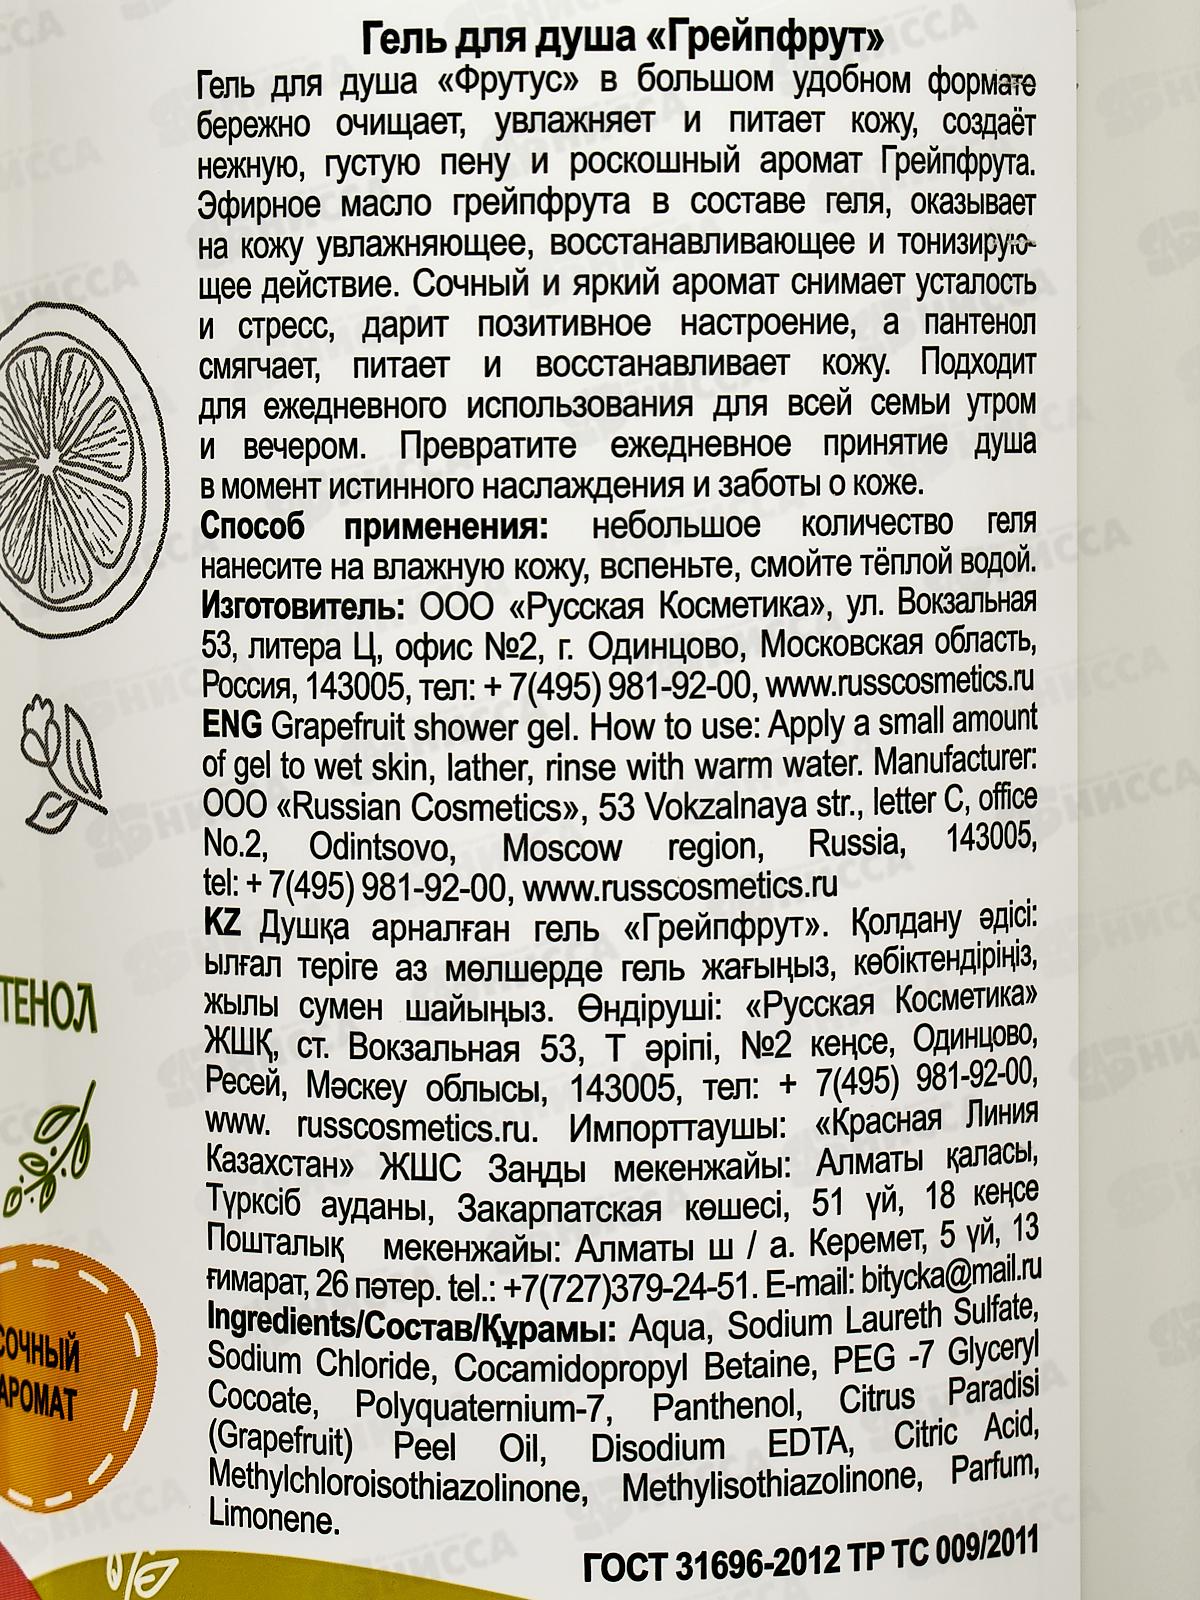 Гель для душа «Грейпфрут»
Гель для душа «Фрутус» в большом удобном формате
бережно очищает, увлажняет и питает кожу, создаёт
нежную, густую пену и роскошный аромат Грейпфрута.
Эфирное масло грейпфрута в составе геля, оказывает
на кожу увлажняющее, восстанавливающее и тонизирую-
щее действие. Сочный и яркий аромат снимает усталость
и стресс, дарит позитивное настроение, а пантенол
смягчает, питает и восстанавливает кожу. Подходит
для ежедневного использования для всей семьи утром
и вечером. Превратите ежедневное принятие душа
в момент истинного наслаждения и заботы о коже.
Способ применения: небольшое количество геля
нанесите на влажную кожу, вспеньте, смойте тёплой водой.
Изготовитель: ООО «Русская Косметика», ул. Вокзальная
53, литера Ц, офис №2, г. Одинцово, Московская область,
Россия, 143005, тел: + 7(495) 981-92-00, www.russcosmetics.ru
ENG Grapefruit shower gel. How to use: Apply a small amount
of gel to wet skin, lather, rinse with warm water. Manufacturer:
OOO «Russian Cosmetics», 53 Vokzalnaya str., letter C, office
No.2, Odintsovo, Moscow region, Russia, 143005,
tel: + 7(495) 981-92-00, www.russcosmetics.ru
KZ Душқа арналған гель «Грейпфрут». Қолдану әдісі:
ылғал теріге аз мөлшерде гель жағыңыз, көбіктендіріңіз,
жылы сумен шайыңыз. Өндіруші: «Русская Косметика»
ЖШҚ, ст. Вокзальная 53, Т әріпі, №2 кеңсе, Одинцово,
Ресей, Мәскеу облысы, 143005, тел: + 7(495) 981-92-00,
www. russcosmetics.ru. Импорттаушы: «Красная Линия
Казахстан» ЖШС Заңды мекенжайы: Алматы қаласы,
Түрксіб ауданы, Закарпатская көшесі, 51 үй, 18 кеңсе
Пошталық мекенжайы: Алматы ш / а. Керемет, 5 үй, 13
ғимарат, 26 пәтер. tel.: +7(727)379-24-51. E-mail: bitycka@mail.ru
Ingredients/Состав/Құрамы: Aqua, Sodium Laureth Sulfate,
Sodium Chloride, Cocamidopropyl Betaine, PEG -7 Glyceryl
Cocoate, Polyquaternium-7, Panthenol, Citrus Paradisi
(Grapefruit) Peel Oil, Disodium EDTA, Citric Acid,
Methylchloroisothiazolinone, Methylisothiazolinone, Parfum,
Limonene.
ГОСТ 31696-2012 ТР ТС 009/2011
ТЕНОЛ
СОЧНЫЙ
АРОМАТ